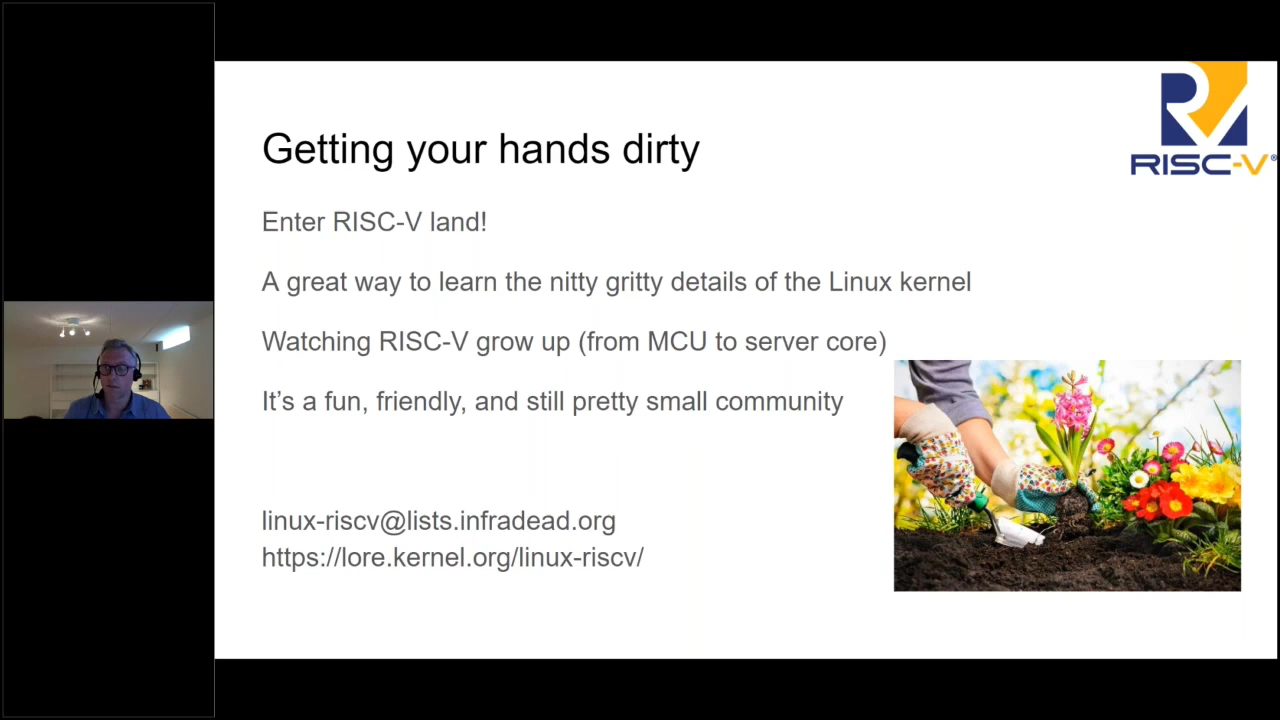 RISC-V®
Getting your hands dirty
Enter RISC-V land!
A great way to learn the nitty gritty details of the Linux kernel
Watching RISC-V grow up (from MCU to server core)
It’s a fun, friendly, and still pretty small community
linux-riscv@lists.infradead.org
https://lore.kernel.org/linux-riscv/